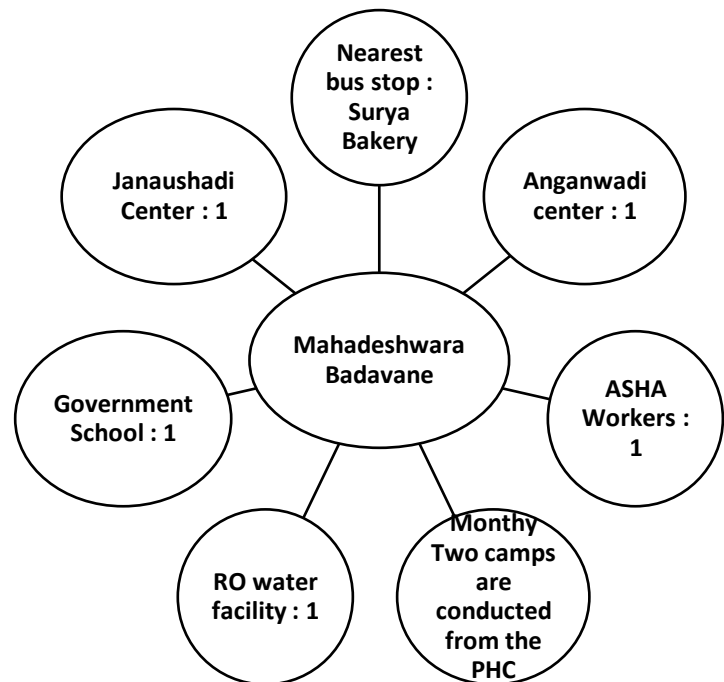 Nearest
bus stop :
Surya
Bakery
Janaushadi
Center : 1
Anganwadi
center : 1
Mahadeshwara
Badavane
Government
School : 1
ASHA
Workers :
1
RO water
facility : 1
Monthy
Two camps
are
conducted
from the
PHC